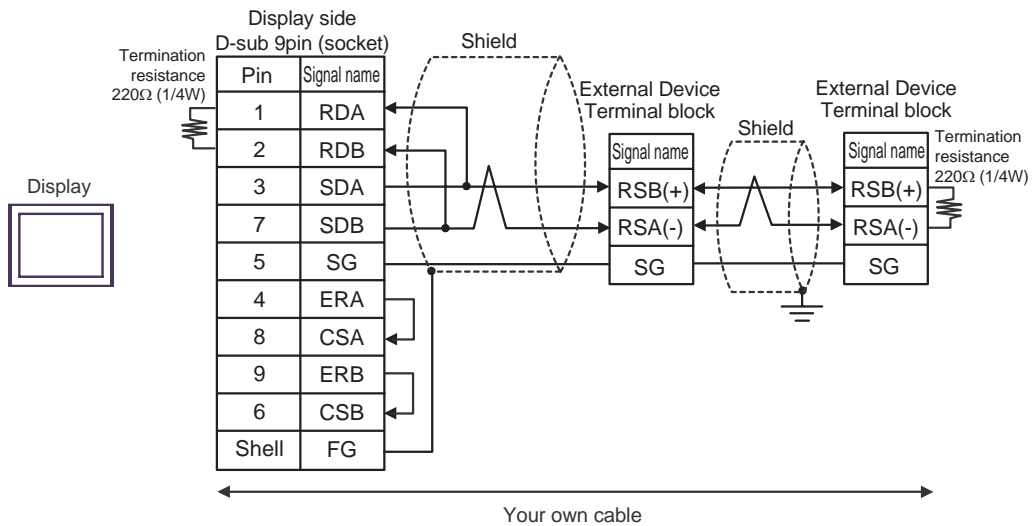 Display side
D-sub 9pin (socket)
Shield
Termination
resistance
220Ω (1/4W)
Pin Signal name
1 RDA
2 RDB
3 SDA
7 SDB
5 SG
4 ERA
8 CSA
9 ERB
6 CSB
Shell FG
Display
External Device
Terminal block
Signal name
RSB(+)
RSA(-)
SG
Shield
External Device
Terminal block
Signal name
RSB(+)
RSA(-)
SG
Termination
resistance
220Ω (1/4W)
Your own cable